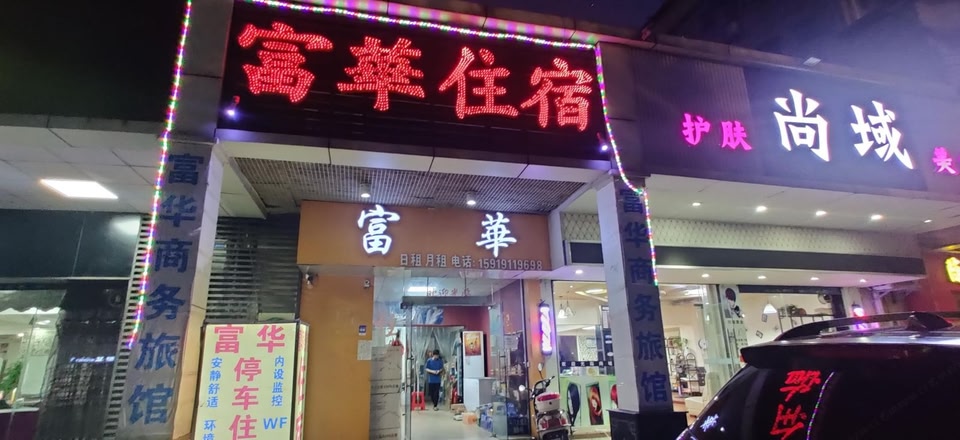 富華住宿
护肤 尚域 美
富華
日租 月租 电话: 15919119698
富华商务旅馆
富华商务旅馆
富华
停车住
安静舒适 环境
内设监控 WF